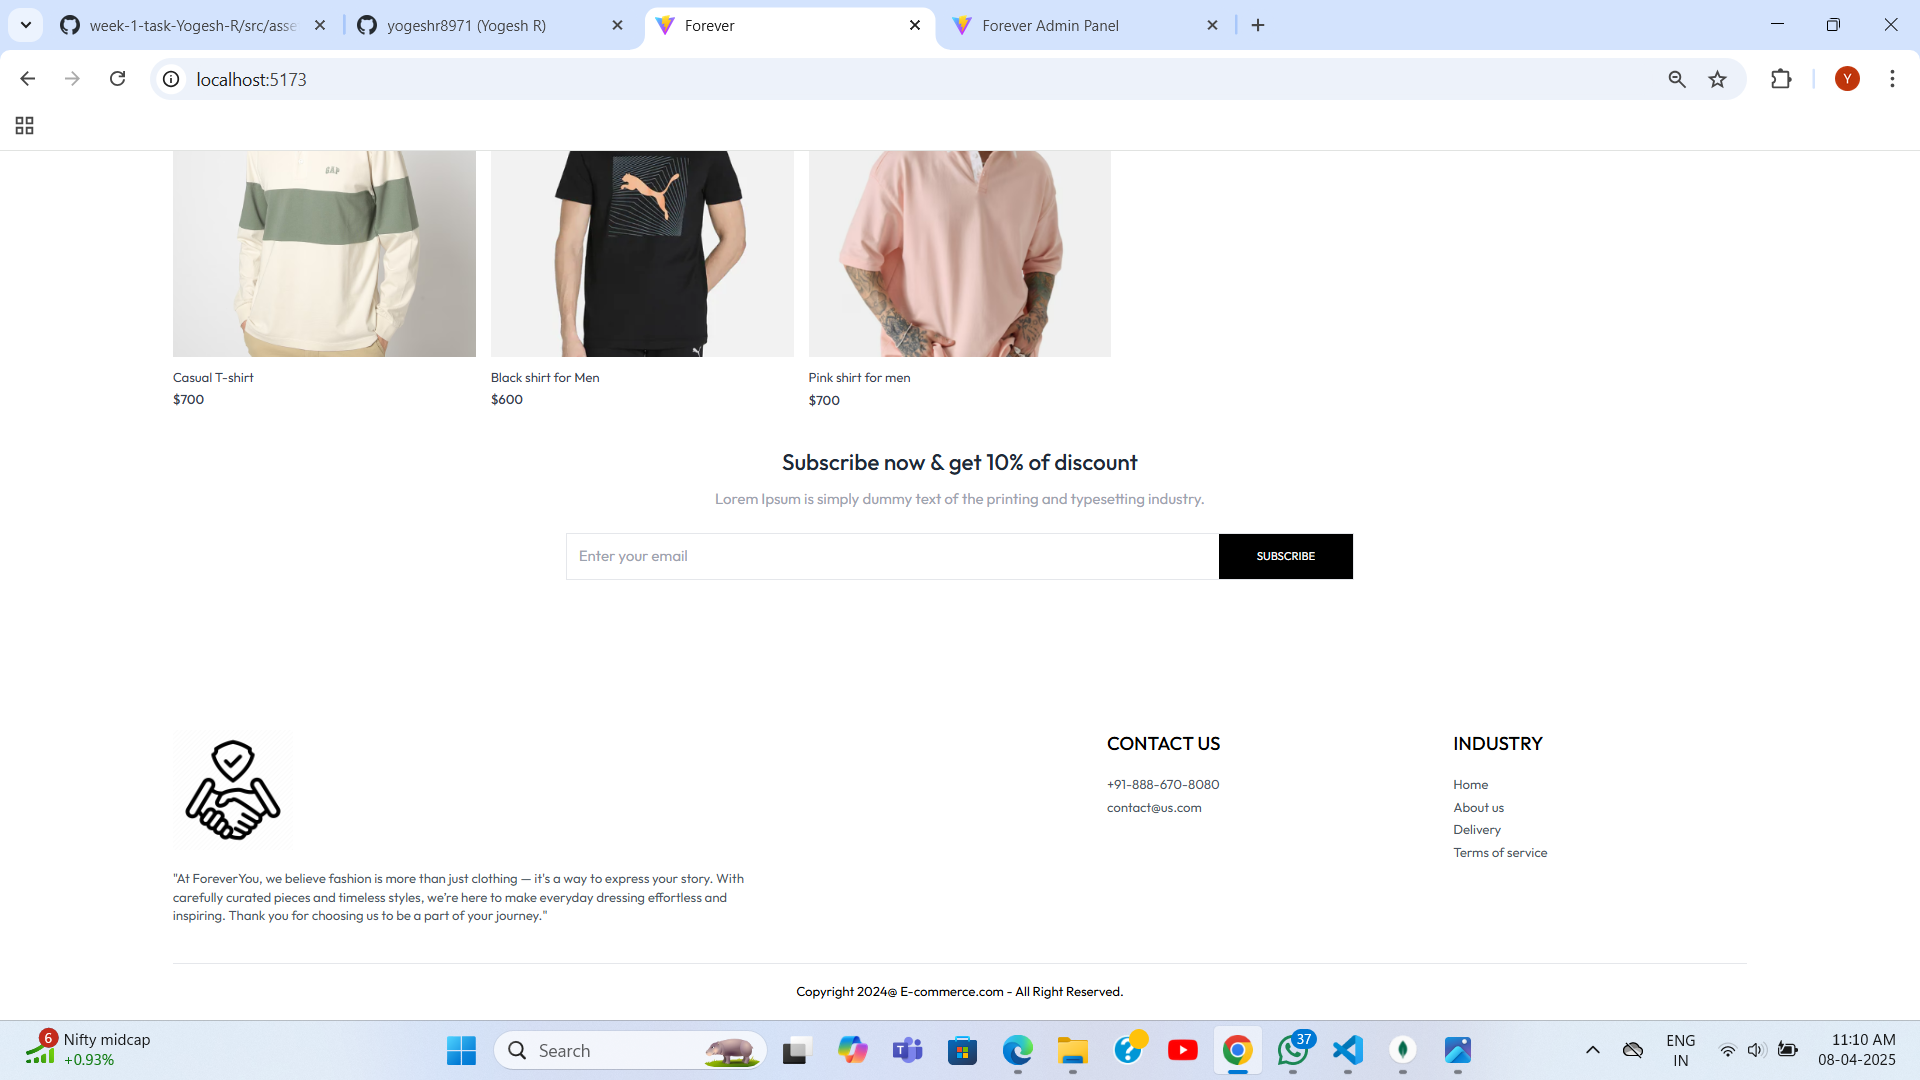 week-1-task-Yogesh-R/src/asse
yogeshr8971 (Yogesh R)
Forever
Forever Admin Panel
localhost:5173
Y
GAP
Casual T-shirt
$700
Black shirt for Men
$600
Pink shirt for men
$700
Subscribe now & get 10% of discount
Lorem Ipsum is simply dummy text of the printing and typesetting industry.
Enter your email
SUBSCRIBE
CONTACT US
+91-888-670-8080
contact@us.com
INDUSTRY
Home
About us
Delivery
Terms of service
"At ForeverYou, we believe fashion is more than just clothing — it's a way to express your story. With
carefully curated pieces and timeless styles, we’re here to make everyday dressing effortless and
inspiring. Thank you for choosing us to be a part of your journey."
Copyright 2024@ E-commerce.com - All Right Reserved.
6
Nifty midcap
+0.93%
Search
37
ENG
IN
11:10 AM
08-04-2025